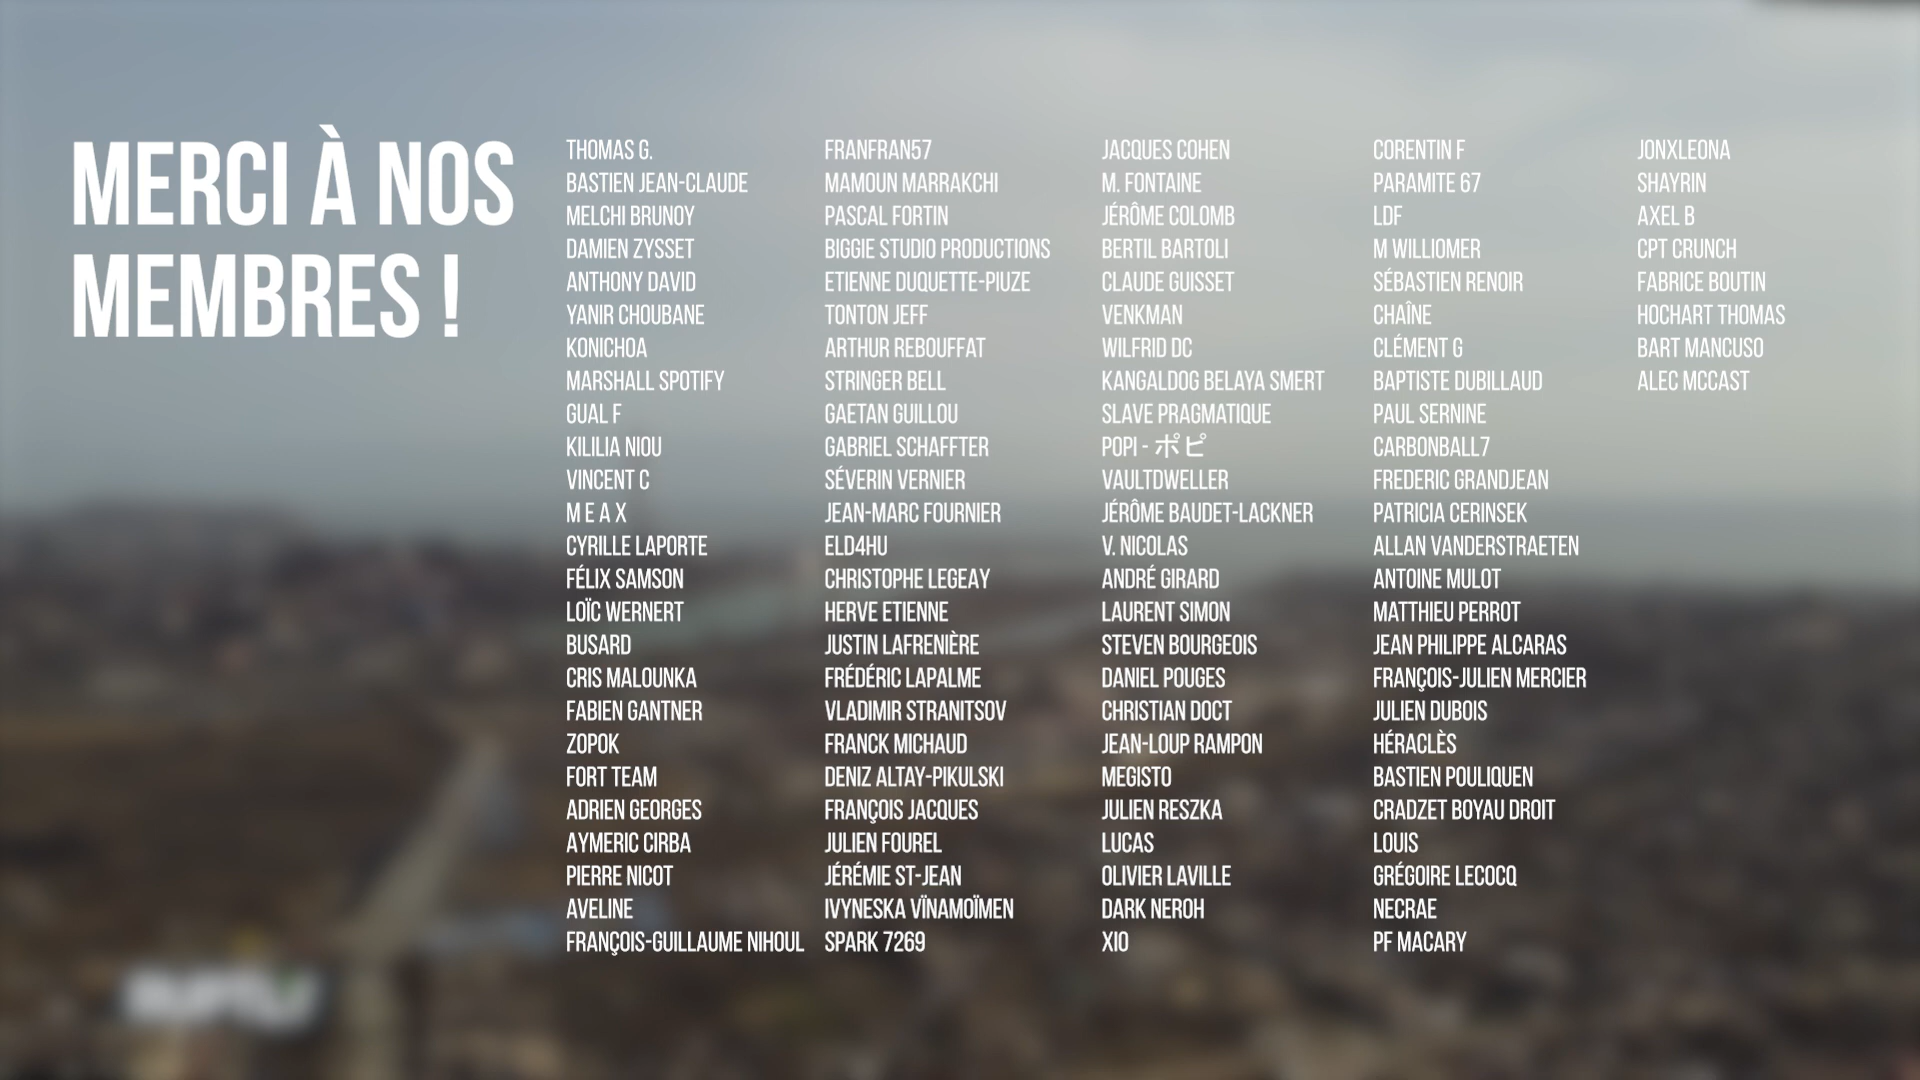 MERCI À NOS
MEMBRES !
THOMAS G.
BASTIEN JEAN-CLAUDE
MELCHI BRUNOY
DAMIEN ZYSSET
ANTHONY DAVID
YANIR CHOUBANE
KONICHOA
MARSHALL SPOTIFY
GUAL F
KILILIA NIOU
VINCENT C
M E A X
CYRILLE LAPORTE
FÉLIX SAMSON
LOÏC WERNERT
BUSARD
CRIS MALOUNKA
FABIEN GANTNER
ZOPOK
FORT TEAM
ADRIEN GEORGES
AYMERIC CIRBA
PIERRE NICOT
AVELINE
FRANÇOIS-GUILLAUME NIHOUL
FRANFRAN57
MAMOUN MARRAKCHI
PASCAL FORTIN
BIGGIE STUDIO PRODUCTIONS
ETIENNE DUQUETTE-PIUZE
TONTON JEFF
ARTHUR REBOUFFAT
STRINGER BELL
GAETAN GUILLOU
GABRIEL SCHAFFTER
SÉVERIN VERNIER
JEAN-MARC FOURNIER
ELD4HU
CHRISTOPHE LEGEAY
HERVE ETIENNE
JUSTIN LAFRENIÈRE
FRÉDÉRIC LAPALME
VLADIMIR STRANITSOV
FRANCK MICHAUD
DENIZ ALTAY-PIKULSKI
FRANÇOIS JACQUES
JULIEN FOUREL
JÉRÉMIE ST-JEAN
IVYNESKA VÏNAMOÏMEN
SPARK 7269
JACQUES COHEN
M. FONTAINE
JÉRÔME COLOMB
BERTIL BARTOLI
CLAUDE GUISSET
VENKMAN
WILFRID DC
KANGALDOG BELAYA SMERT
SLAVE PRAGMATIQUE
POPI - ポピ
VAULTDWELLER
JÉRÔME BAUDET-LACKNER
V. NICOLAS
ANDRÉ GIRARD
LAURENT SIMON
STEVEN BOURGEOIS
DANIEL POUGES
CHRISTIAN DOCT
JEAN-LOUP RAMPON
MEGISTO
JULIEN RESZKA
LUCAS
OLIVIER LAVILLE
DARK NEROH
XIO
CORENTIN F
PARAMITE 67
LDF
M WILLIOMER
SÉBASTIEN RENOIR
CHAÎNE
CLÉMENT G
BAPTISTE DUBILLAUD
PAUL SERNINE
CARBONBALL7
FREDERIC GRANDJEAN
PATRICIA CERINSEK
ALLAN VANDERSTRAETEN
ANTOINE MULOT
MATTHIEU PERROT
JEAN PHILIPPE ALCARAS
FRANÇOIS-JULIEN MERCIER
JULIEN DUBOIS
HÉRACLÈS
BASTIEN POULIQUEN
CRADZET BOYAU DROIT
LOUIS
GRÉGOIRE LECOCQ
NECRAE
PF MACARY
JONXLEONA
SHAYRIN
AXEL B
CPT CRUNCH
FABRICE BOUTIN
HOCHART THOMAS
BART MANCUSO
ALEC MCCAST